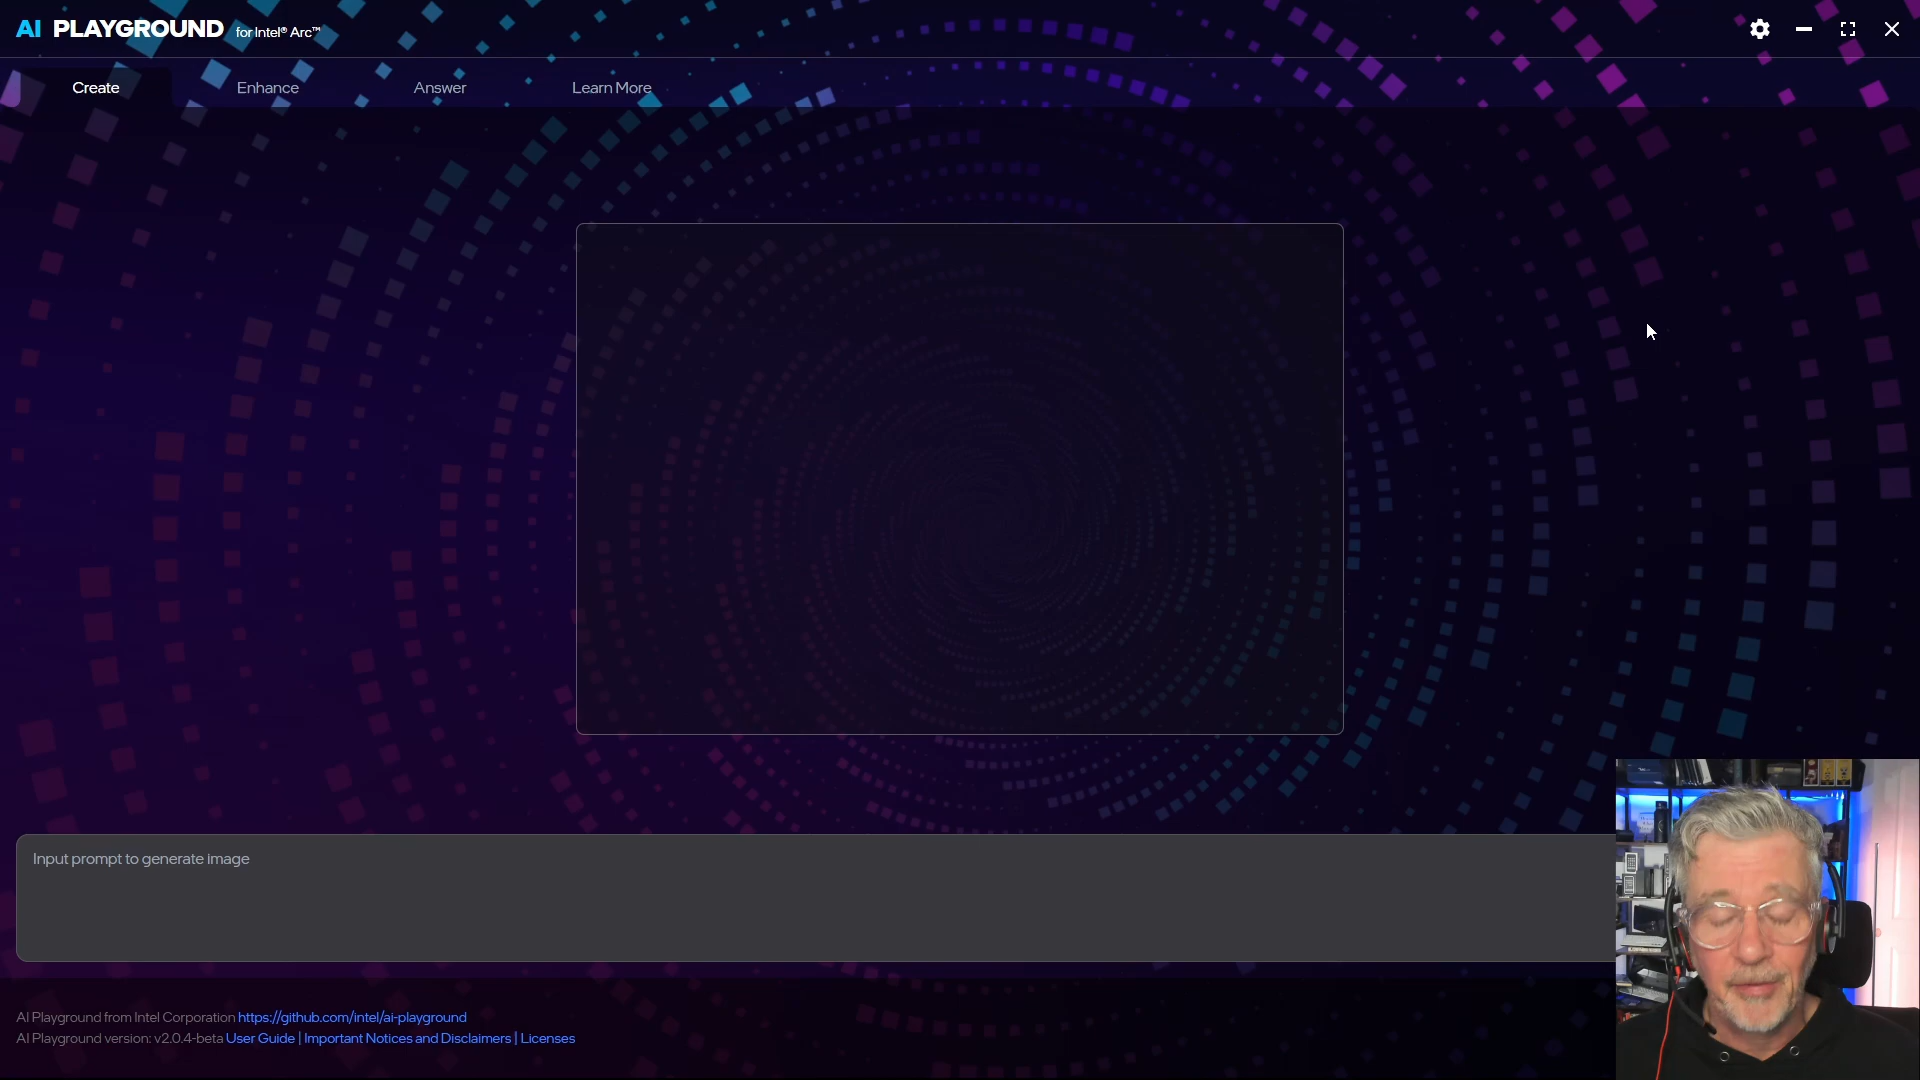 AI PLAYGROUND for Intel® Arc™
Create
Enhance
Answer
Learn More
Input prompt to generate image
AI Playground from Intel Corporation https://github.com/intel/ai-playground
AI Playground version: v2.0.4-beta User Guide | Important Notices and Disclaimers | Licenses